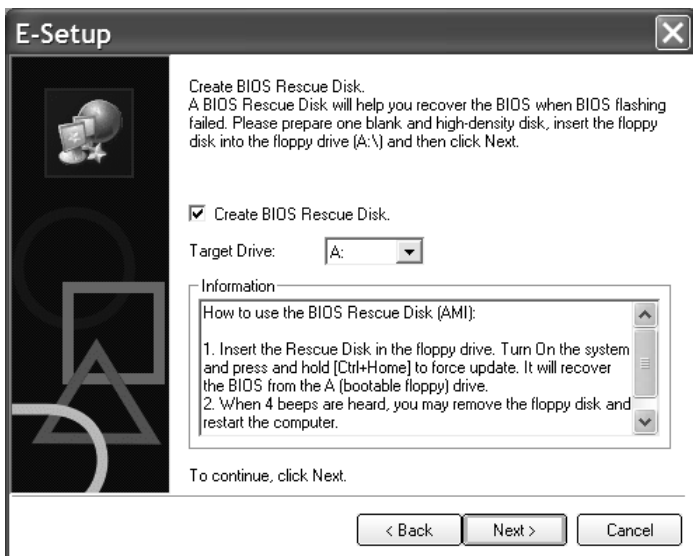 E-Setup
Create BIOS Rescue Disk.
A BIOS Rescue Disk will help you recover the BIOS when BIOS flashing
failed. Please prepare one blank and high-density disk, insert the floppy
disk into the floppy drive (A:\) and then click Next.
Create BIOS Rescue Disk.
Target Drive:
A:
Information
How to use the BIOS Rescue Disk (AMI):
1. Insert the Rescue Disk in the floppy drive. Turn On the system
and press and hold [Ctrl+Home] to force update. It will recover
the BIOS from the A (bootable floppy) drive.
2. When 4 beeps are heard, you may remove the floppy disk and
restart the computer.
To continue, click Next.
< Back
Next >
Cancel